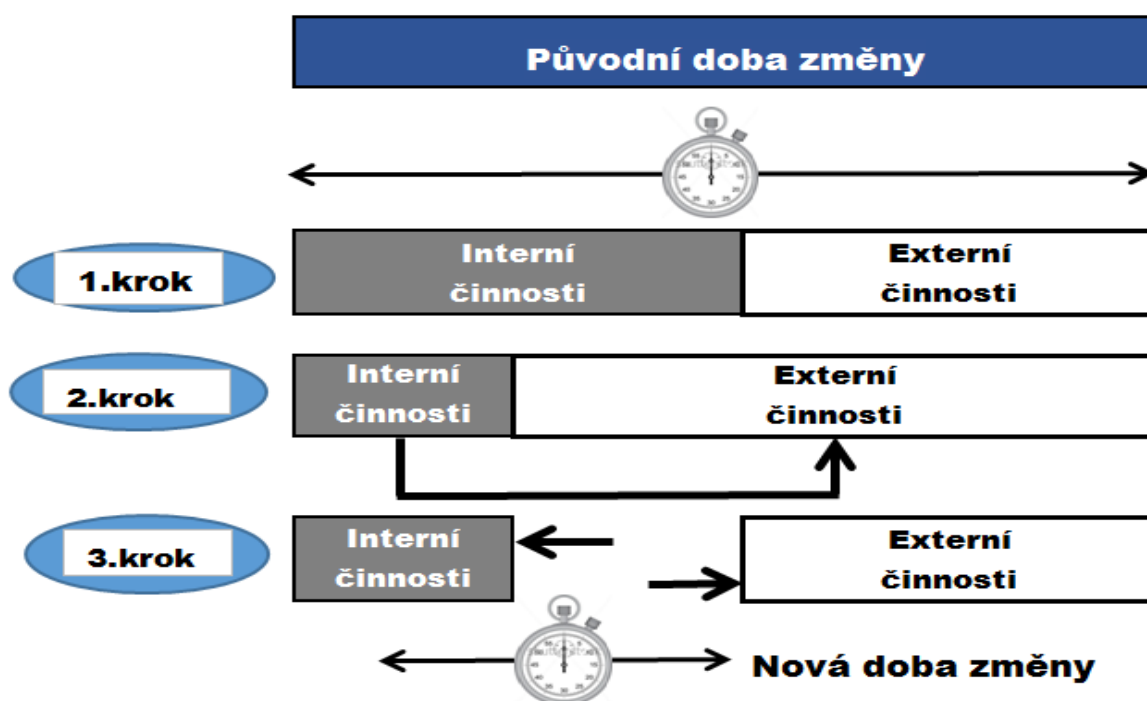 Původní doba změny
1.krok
Interní
činnosti
Externí
činnosti
2.krok
Interní
činnosti
Externí
činnosti
3.krok
Interní
činnosti
Externí
činnosti
Nová doba změny